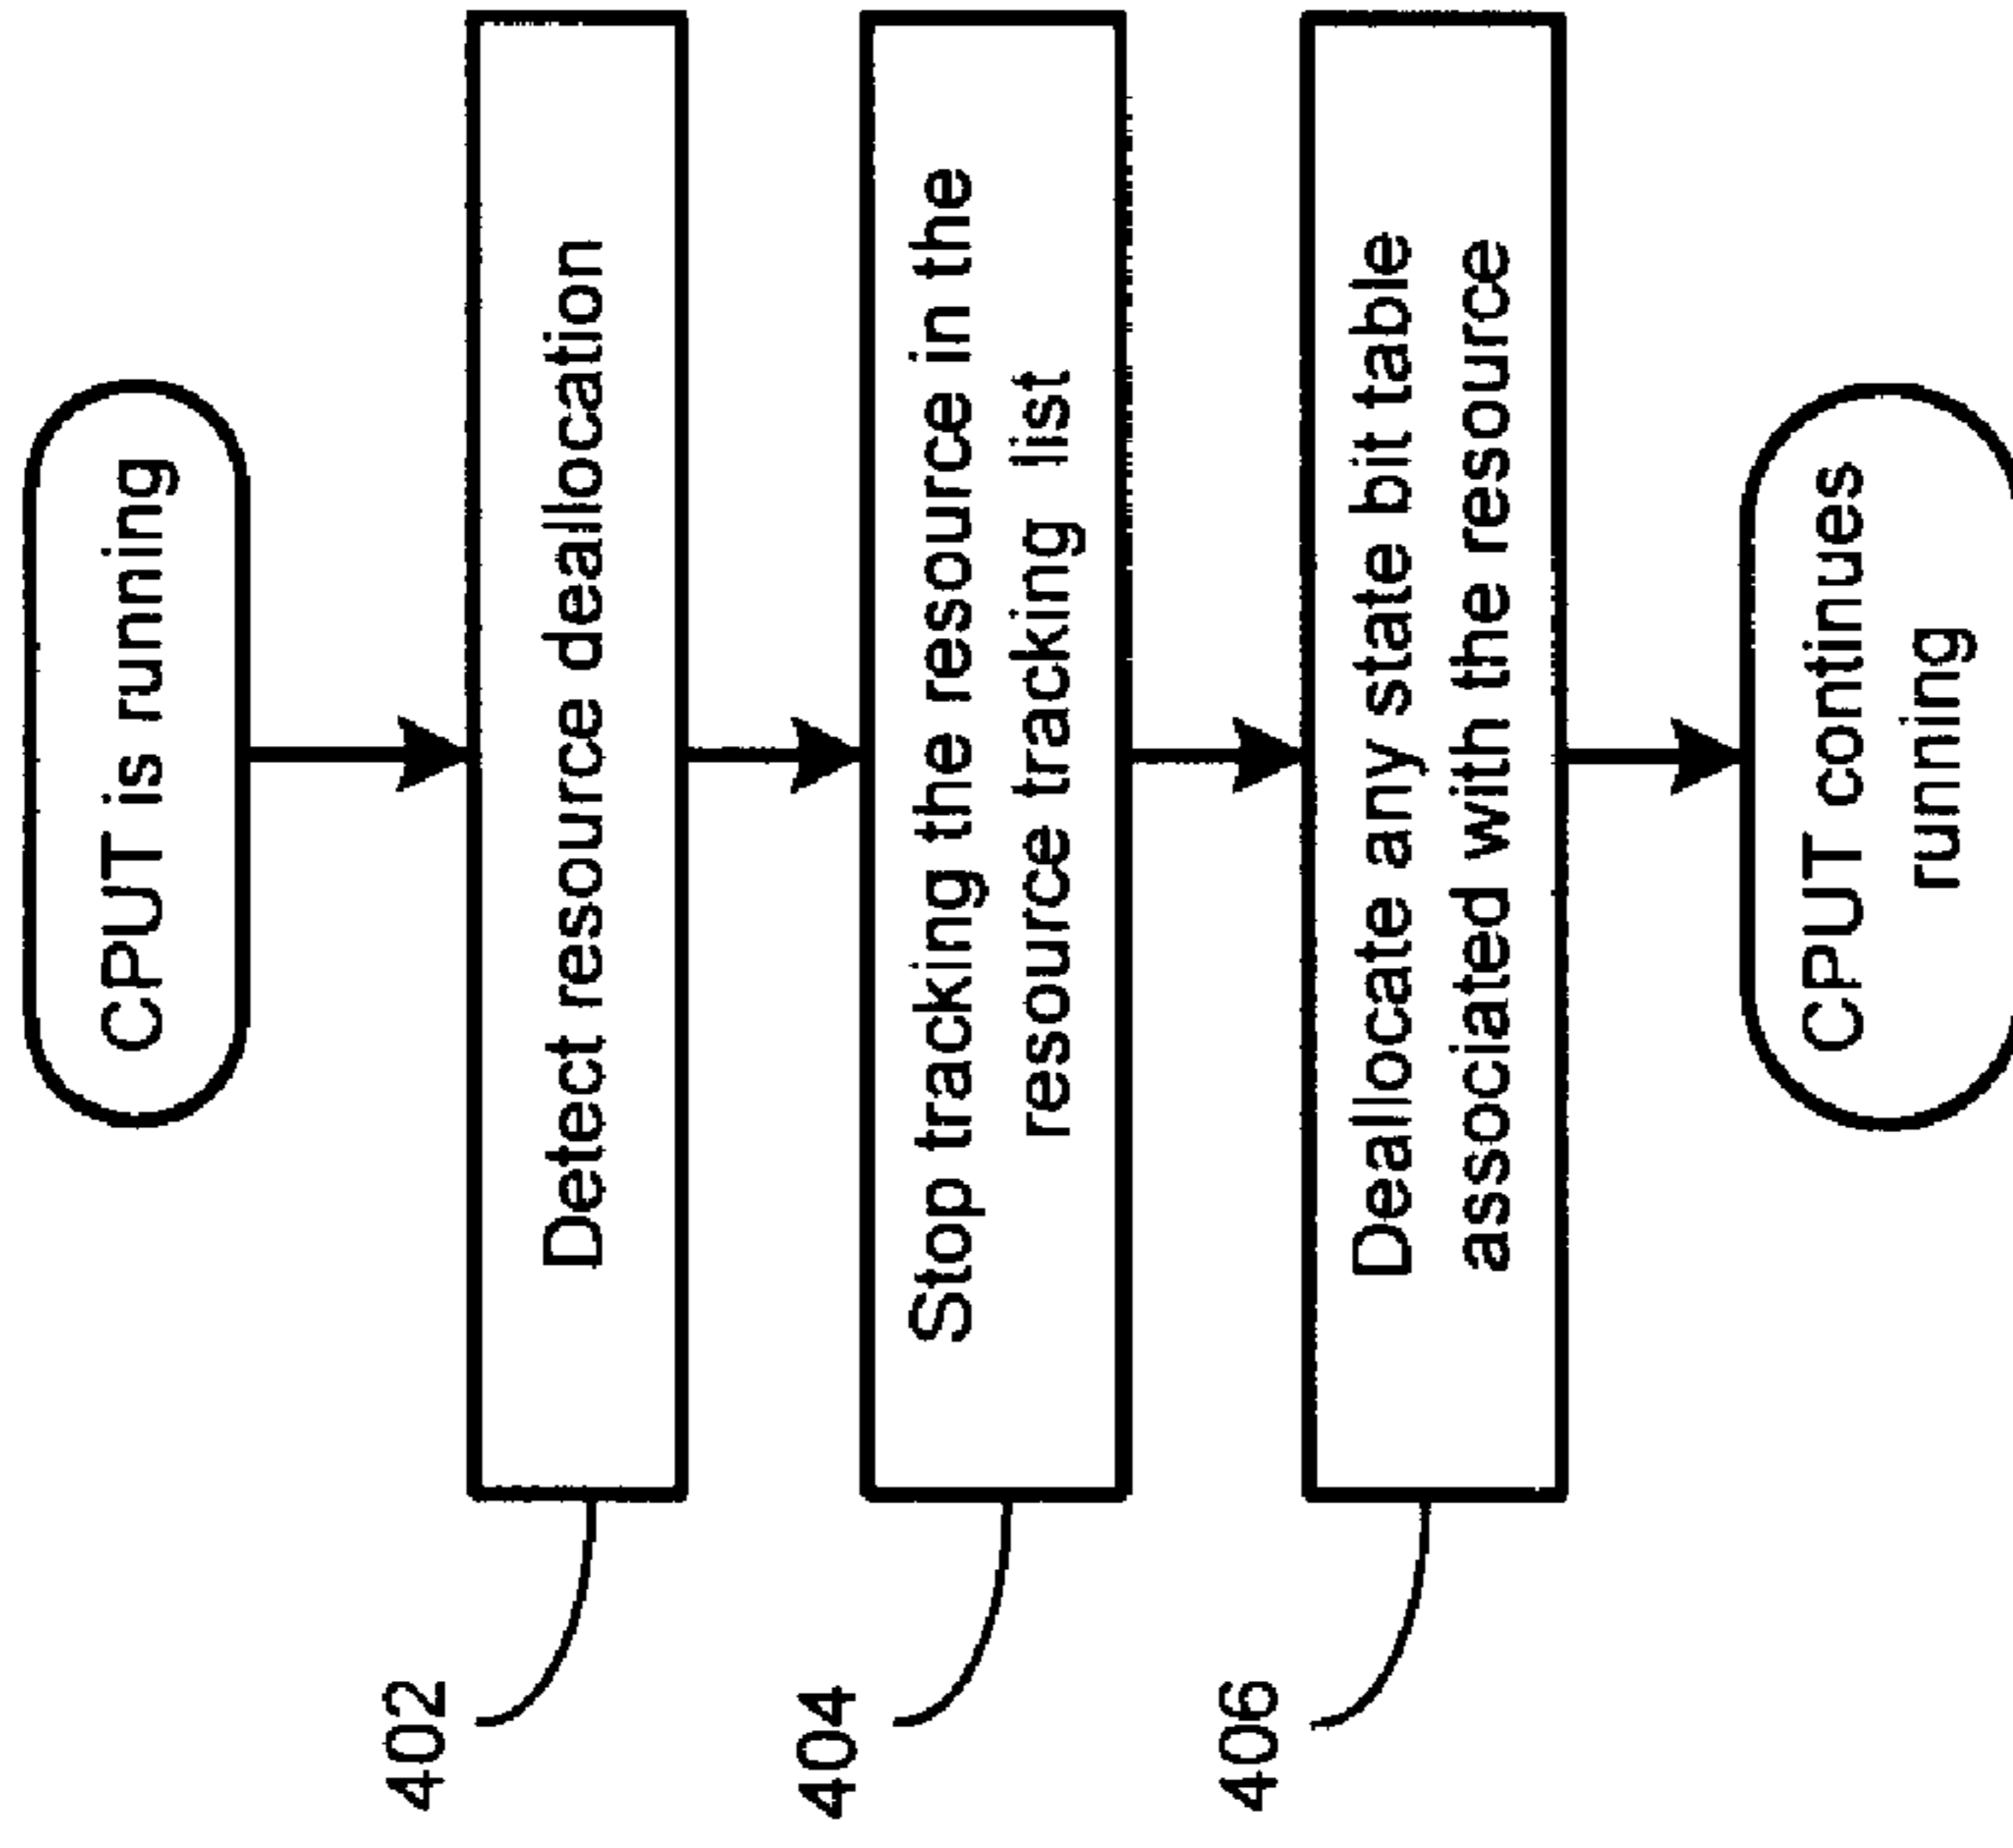 CPUT is running
402
Detect resource deallocation
404
Stop tracking the resource in the
resource tracking list
406
Deallocate any state bit table
associated with the resource
CPUT continues
running